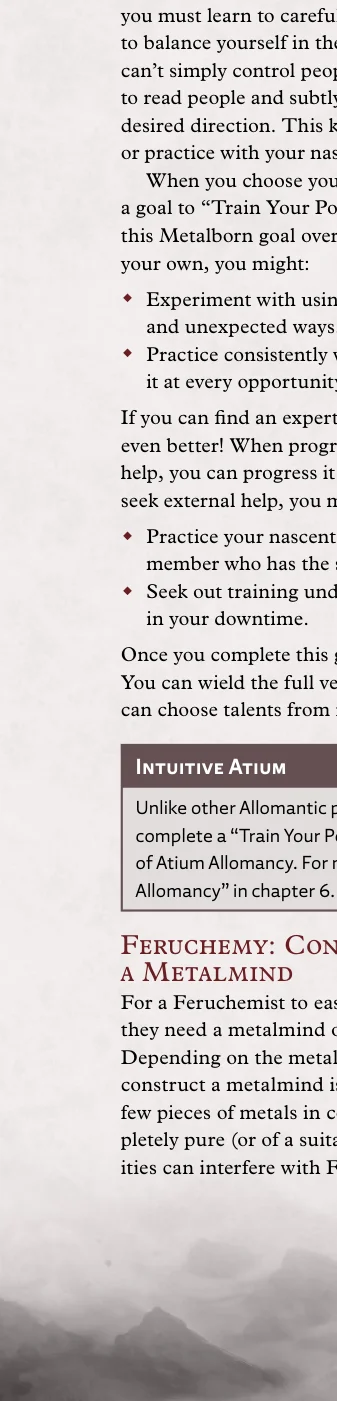 you must learn to careful
to balance yourself in the
can't simply control peop
to read people and subtly
desired direction. This k
or practice with your nas
When you choose you
a goal to “Train Your Po
this Metalborn goal over
your own, you might:
Experiment with usin
and unexpected ways.
Practice consistently w
it at every opportunity
If you can find an expert
even better! When progr
help, you can progress it
seek external help, you m
Practice your nascent
member who has the s
Seek out training und
in your downtime.
Once you complete this g
You can wield the full ve
can choose talents from i
Intuitive Atium
Unlike other Allomantic p
complete a “Train Your Po
of Atium Allomancy. For m
Allomancy” in chapter 6.
Feruchemy: Con
a Metalmind
For a Feruchemist to eas
they need a metalmind o
Depending on the metal
construct a metalmind is
few pieces of metals in c
pletely pure (or of a suita
ities can interfere with F